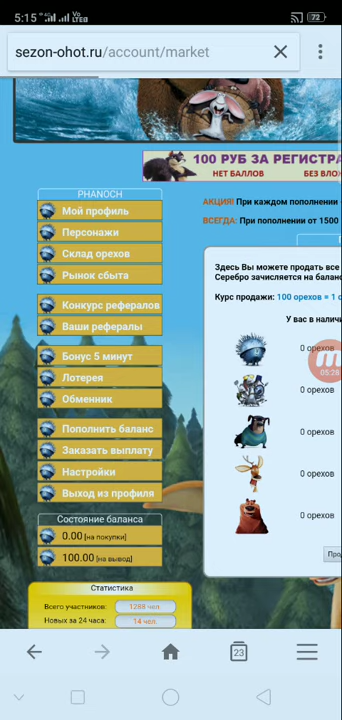 5:15
72
sezon-ohot.ru/account/market
100 РУБ ЗА РЕГИСТРА
НЕТ БАЛЛОВ БЕЗ ВЛО
PHANOCH
Мой профиль
Персонажи
Склад орехов
Рынок сбыта
Конкурс рефералов
Ваши рефералы
Бонус 5 минут
Лотерея
Обменник
Пополнить баланс
Заказать выплату
Настройки
Выход из профиля
Состояние баланса
0.00 [на покупки]
100.00 [на вывод]
Статистика
Всего участников: 1288 чел.
Новых за 24 часа: 14 чел.
АКЦИЯ! При каждом пополнении
ВСЕГДА: При пополнении от 1500
Здесь Вы можете продать все
Серебро зачисляется на балан
Курс продажи: 100 орехов = 1 с
У вас в налич
0 орехов
05:28
0 орехов
0 орехов
0 орехов
0 орехов
Про
23